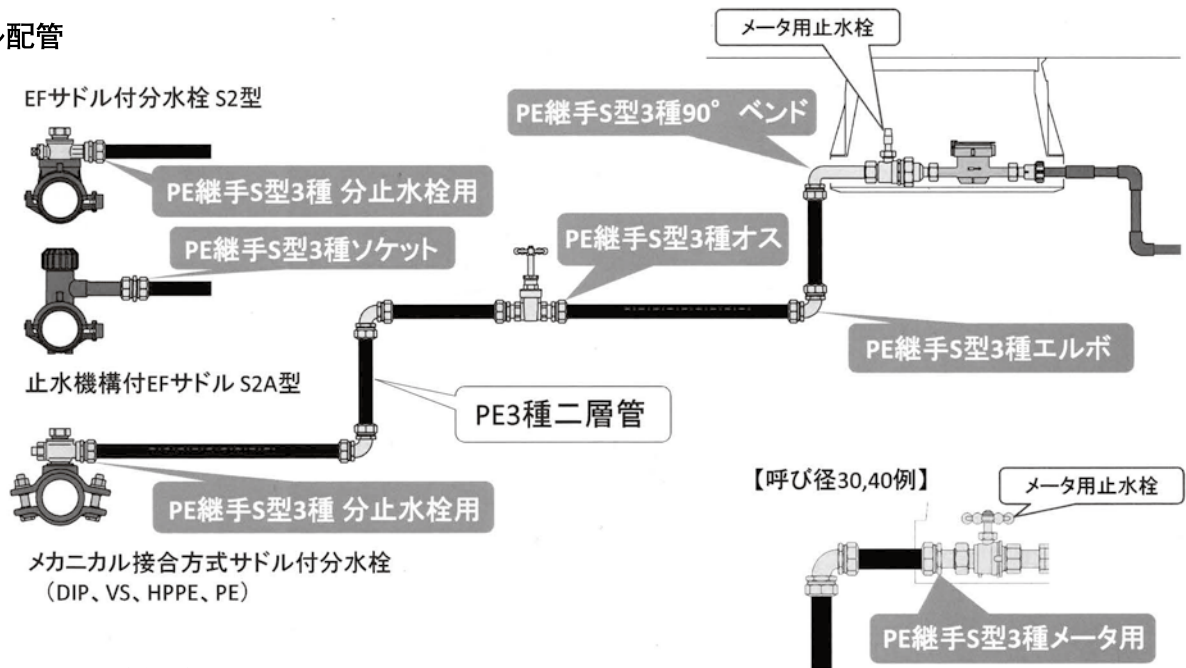 配管
メータ用止水栓
EFサドル付分水栓 S2型
PE継手S型3種90° ベンド
PE継手S型3種 分止水栓用
PE継手S型3種ソケット
PE継手S型3種オス
PE継手S型3種エルボ
止水機構付EFサドル S2A型
PE3種二層管
PE継手S型3種 分止水栓用
メカニカル接合方式サドル付分水栓
（DIP、VS、HPPE、PE）
【呼び径30,40例】
メータ用止水栓
PE継手S型3種メータ用